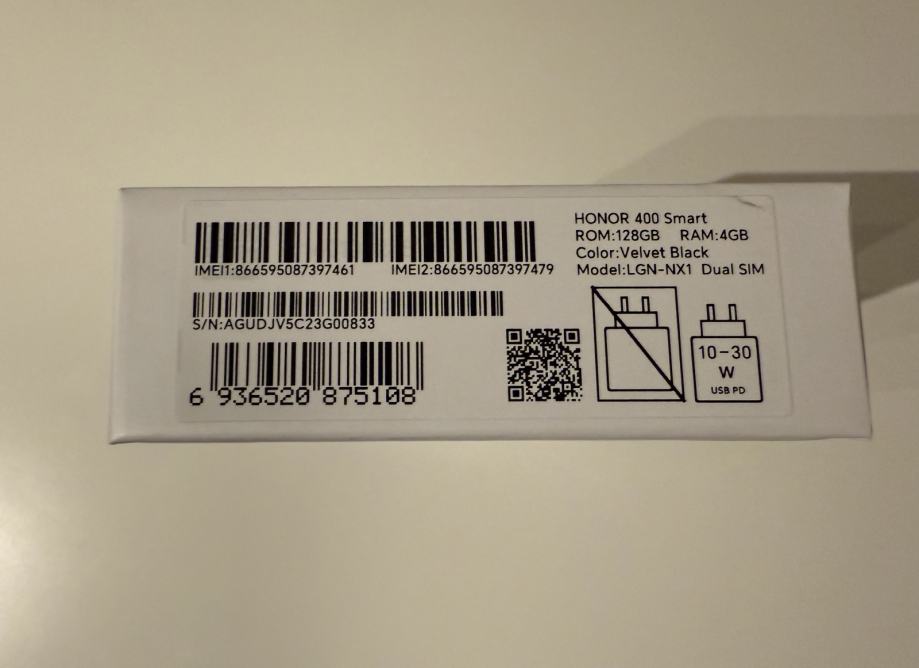 IMEI1:866595087397461 IMEI2:866595087397479
S/N:AGUDJV5C23G00833
6 936520 875108
HONOR 400 Smart
ROM:128GB RAM:4GB
Color:Velvet Black
Model:LGN-NX1 Dual SIM
10-30
W
USB PD